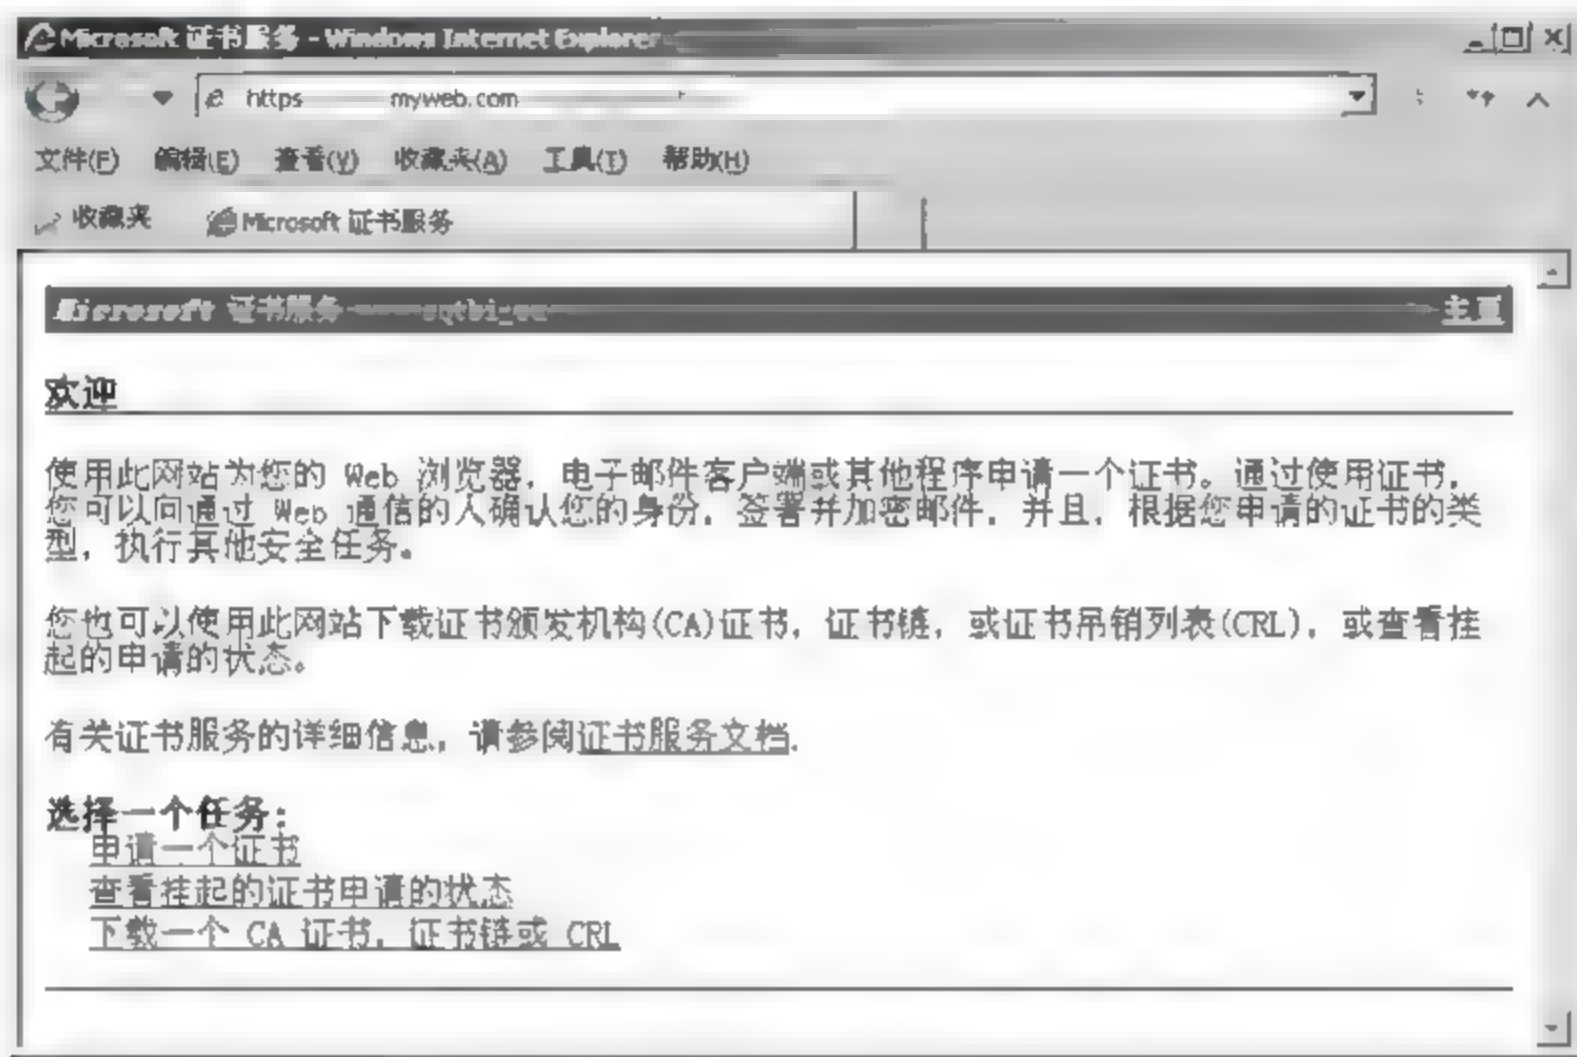 Microsoft 证书服务 - Windows Internet Explorer
https myweb.com
文件(F) 编辑(E) 查看(V) 收藏夹(A) 工具(T) 帮助(H)
收藏夹 Microsoft 证书服务
Microsoft 证书服务 主页
欢迎
使用此网站为您的 Web 浏览器，电子邮件客户端或其他程序申请一个证书。通过使用证书，
您可以向通过 Web 通信的人确认您的身份，签署并加密邮件，并且，根据您申请的证书的类
型，执行其他安全任务。
您也可以使用此网站下载证书颁发机构(CA)证书，证书链，或证书吊销列表(CRL)，或查看挂
起的申请的状态。
有关证书服务的详细信息，请参阅证书服务文档.
选择一个任务:
申请一个证书
查看挂起的证书申请的状态
下载一个 CA 证书，证书链或 CRL